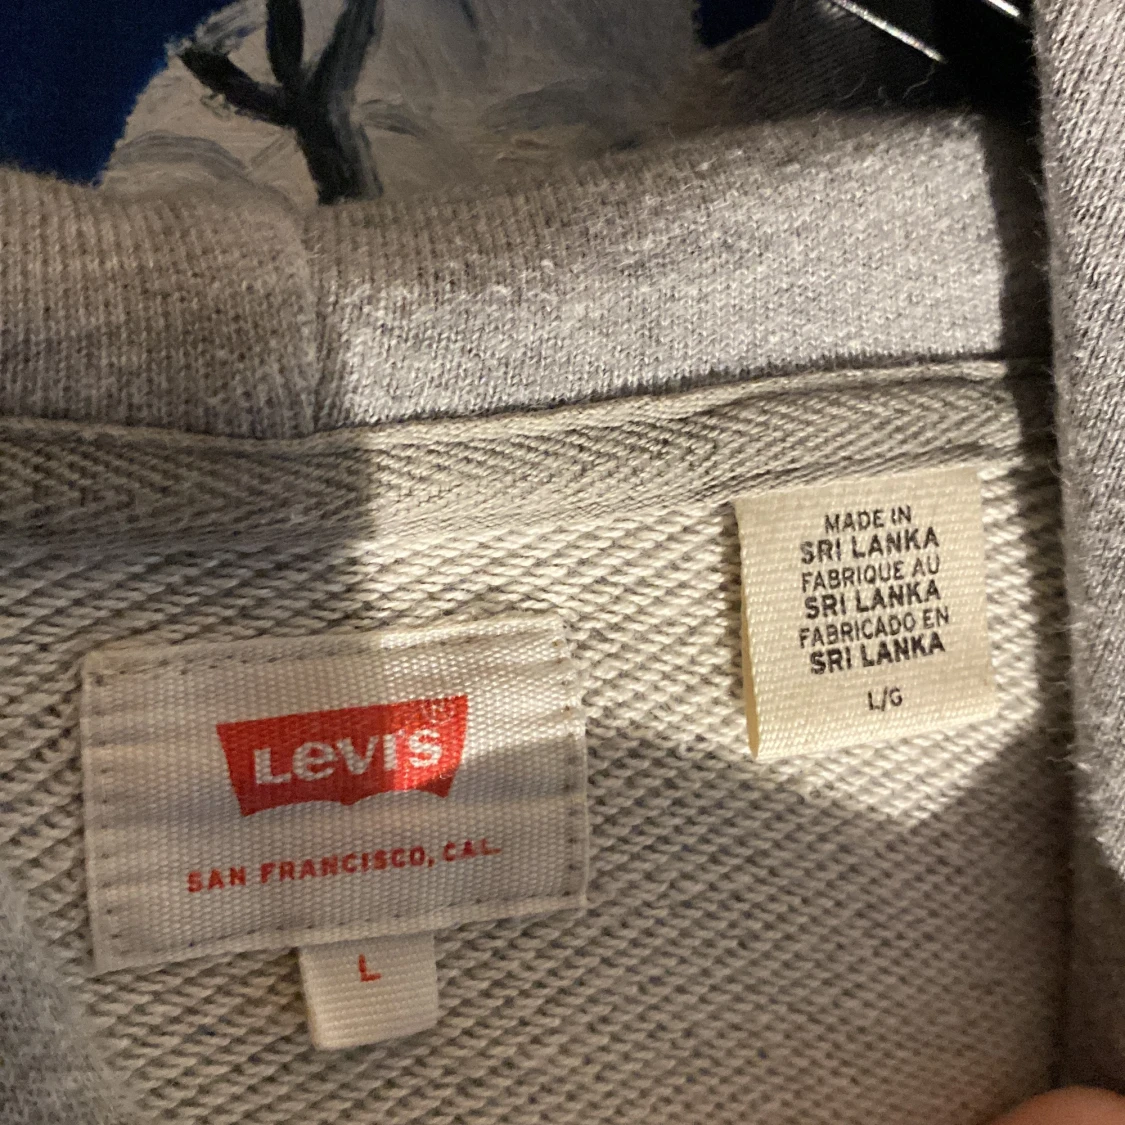 Levi's
SAN FRANCISCO, CAL.
L
MADE IN
SRI LANKA
FABRIQUE AU
SRI LANKA
FABRICADO EN
SRI LANKA
L/G